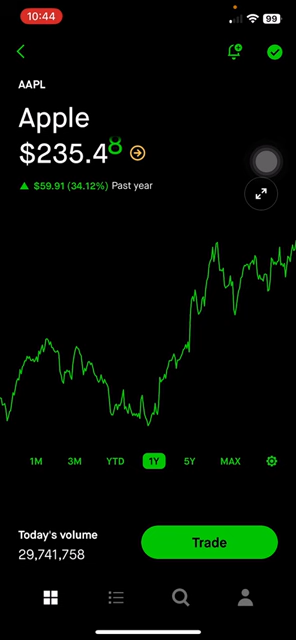 10:44
99
AAPL
Apple
$235.48
▲ $59.91 (34.12%) Past year
1M 3M YTD 1Y 5Y MAX
Today's volume
29,741,758
Trade